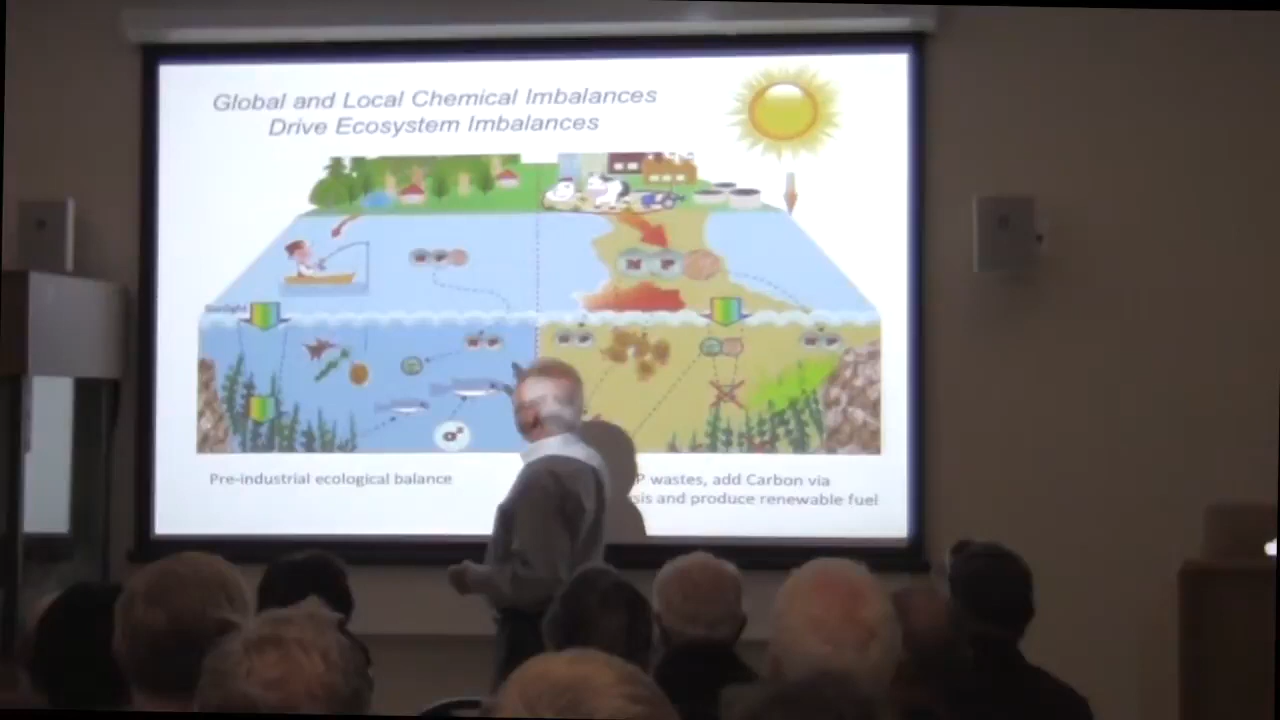 Global and Local Chemical Imbalances
Drive Ecosystem Imbalances
Sunlight
Pre-industrial ecological balance
P wastes, add Carbon via
sis and produce renewable fuel